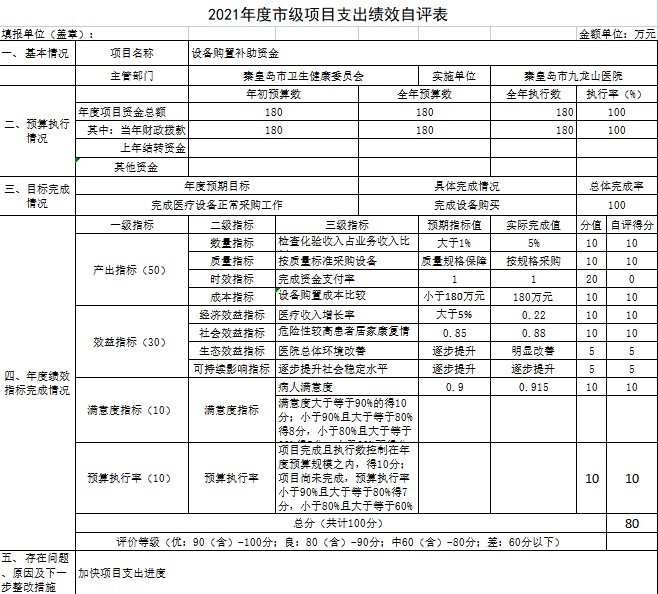 2021年度市级项目支出绩效自评表
填报单位（盖章）： 金额单位：万元
一、基本情况 项目名称 设备购置补助资金
主管部门 秦皇岛市卫生健康委员会 实施单位 秦皇岛市九龙山医院
二、预算执行情况 年初预算数 全年预算数 全年执行数 执行率（%）
年度项目资金总额 180 180 180 100
其中：当年财政拨款 180 180 180 100
上年结转资金
其他资金
三、目标完成情况 年度预期目标 具体完成情况 总体完成率
完成医疗设备正常采购工作 完成设备购买 100
四、年度绩效指标完成情况 一级指标 二级指标 三级指标 预期指标值 实际完成值 分值 自评得分
产出指标（50） 数量指标 检查化验收入占业务收入比 大于1% 5% 10 10
质量指标 按质量标准采购设备 质量规格保障 按规格采购 10 10
时效指标 完成资金支付率 1 1 20 0
成本指标 设备购置成本比较 小于180万元 180万元 10 10
效益指标（30） 经济效益指标 医疗收入增长率 大于5% 0.22 10 10
社会效益指标 危险性较高患者居家康复情 0.85 0.88 10 10
生态效益指标 医院总体环境改善 逐步提升 明显改善 5 5
可持续影响指标 逐步提升社会稳定水平 逐步提升 逐步提升 5 5
满意度指标（10） 满意度指标 病人满意度 0.9 0.915 10 10
满意度大于等于90%的得10
分；小于90%且大于等于80%
得8分，小于80%且大于等于
预算执行率（10） 预算执行率 项目完成且执行数控制在年
度预算规模之内，得10分；
项目尚未完成，预算执行率
小于90%且大于等于80%得7
分，小于80%且大于等于60% 10 10
总分（共计100分） 80
评价等级（优：90（含）-100分；良：80（含）-90分；中60（含）-80分；差：60分以下）
五、存在问题、原因及下一步整改措施 加快项目支出进度